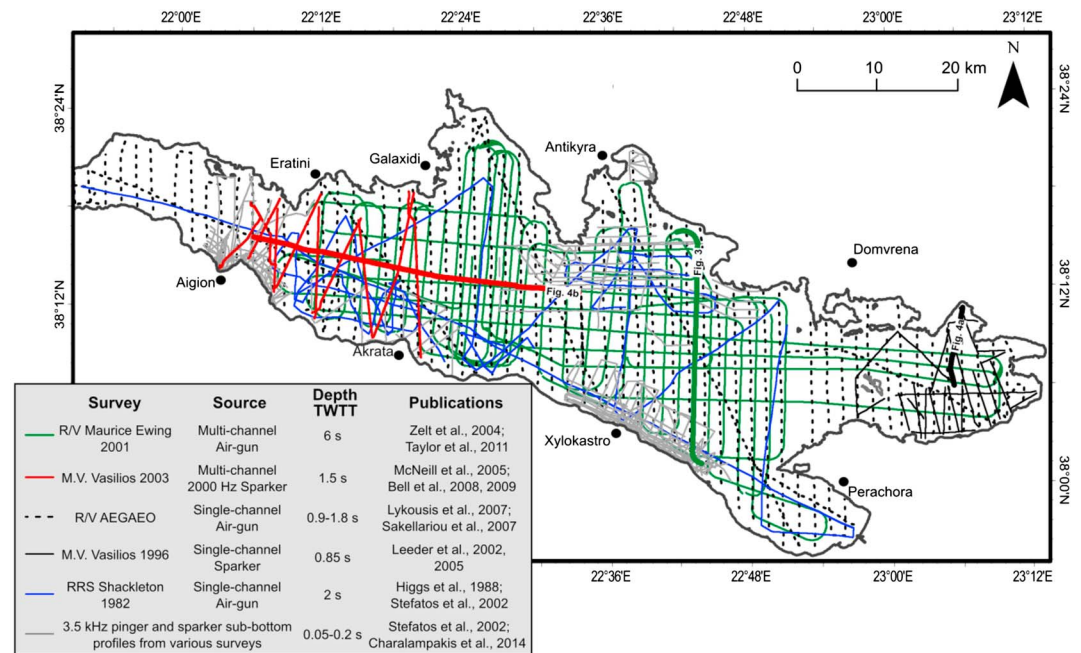 22°00'E 22°12'E 22°24'E 22°36'E 22°48'E 23°00'E 23°12'E
N
0 10 20 km
38°24'N
38°24'N
Antikyra
Galaxidi
Eratini
Domvrena
Fig. 3
Aigion
Fig. 4b
38°12'N
38°12'N
Fig. 4a
Akrata
Xylokastro
38°00'N
Perachora
Survey Source Depth TWTT Publications
R/V Maurice Ewing 2001 Multi-channel Air-gun 6 s Zelt et al., 2004; Taylor et al., 2011
M.V. Vasilios 2003 Multi-channel 2000 Hz Sparker 1.5 s McNeill et al., 2005; Bell et al., 2008, 2009
R/V AEGAEO Single-channel Air-gun 0.9-1.8 s Lykousis et al., 2007; Sakellariou et al., 2007
M.V. Vasilios 1996 Single-channel Sparker 0.85 s Leeder et al., 2002, 2005
RRS Shackleton 1982 Single-channel Air-gun 2 s Higgs et al., 1988; Stefatos et al., 2002
3.5 kHz pinger and sparker sub-bottom profiles from various surveys 0.05-0.2 s Stefatos et al., 2002; Charalampakis et al., 2014
22°36'E 22°48'E 23°00'E 23°12'E